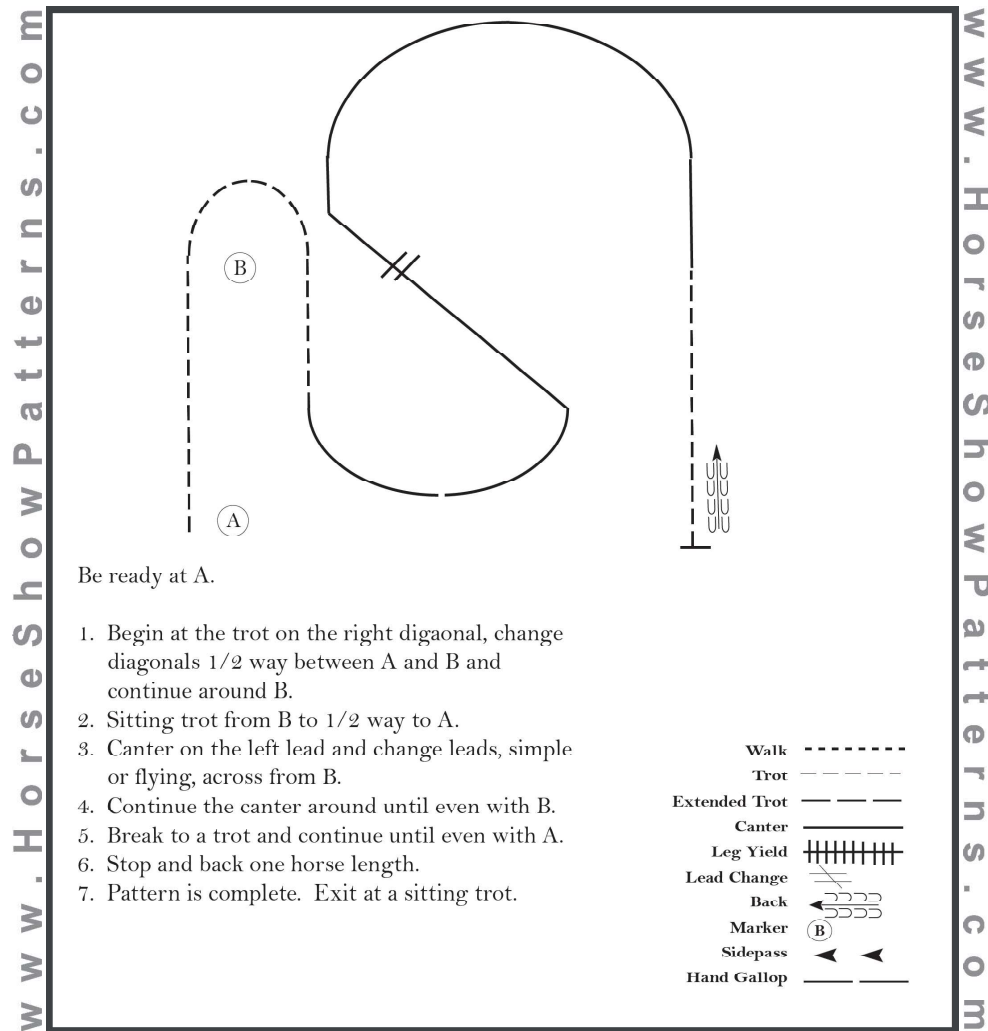 www.HorseShowPatterns.com
www.HorseShowPatterns.com
B
A
Be ready at A.
1. Begin at the trot on the right digaonal, change
diagonals 1/2 way between A and B and
continue around B.
2. Sitting trot from B to 1/2 way to A.
3. Canter on the left lead and change leads, simple
or flying, across from B.
4. Continue the canter around until even with B.
5. Break to a trot and continue until even with A.
6. Stop and back one horse length.
7. Pattern is complete. Exit at a sitting trot.
Walk
Trot
Extended Trot
Canter
Leg Yield
Lead Change
Back
Marker B
Sidepass
Hand Gallop